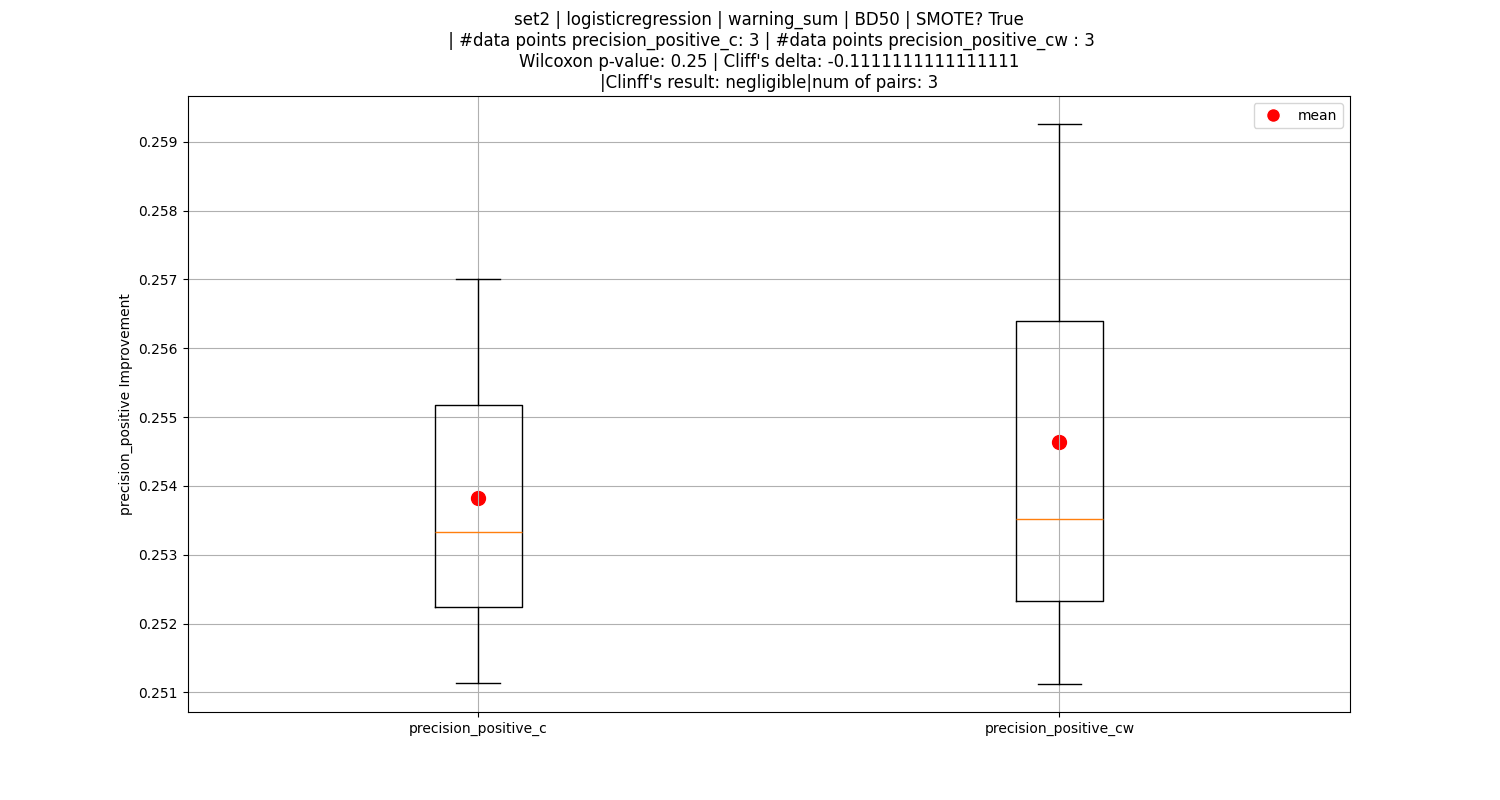 set2 | logisticregression | warning_sum | BD50 | SMOTE? True
| #data points precision_positive_c: 3 | #data points precision_positive_cw : 3
Wilcoxon p-value: 0.25 | Cliff's delta: -0.1111111111111111
|Clinff's result: negligible|num of pairs: 3
mean
0.259
0.258
0.257
0.256
0.255
0.254
0.253
0.252
0.251
precision_positive Improvement
precision_positive_c
precision_positive_cw